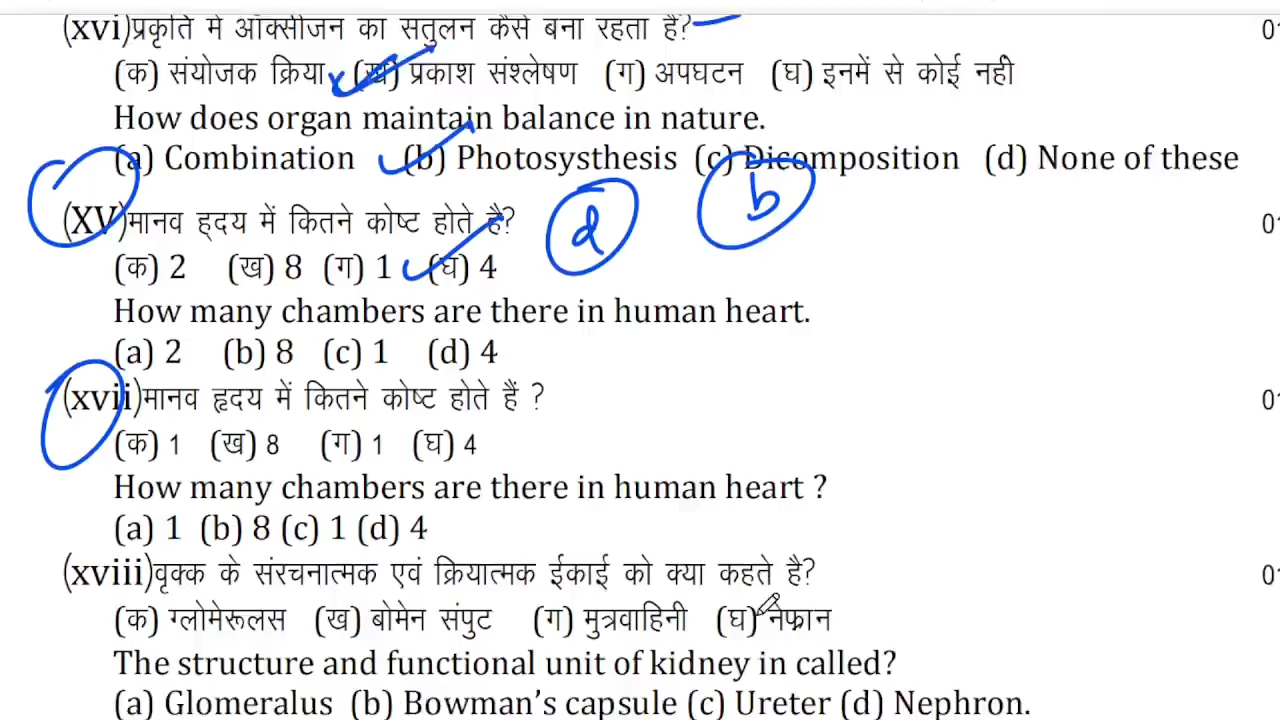 (xvi)प्रकृति मे ऑक्सीजन का सतुलन कैसे बना रहता है?
(क) संयोजक क्रिया (ख) प्रकाश संश्लेषण (ग) अपघटन (घ) इनमें से कोई नही
How does organ maintain balance in nature.
(a) Combination (b) Photosysthesis (c) Dicomposition (d) None of these
b
(XV)मानव ह्दय में कितने कोष्ट होते है?
d
(क) 2 (ख) 8 (ग) 1 (घ) 4
How many chambers are there in human heart.
(a) 2 (b) 8 (c) 1 (d) 4
(xvii)मानव हृदय में कितने कोष्ट होते हैं ?
(क) 1 (ख) 8 (ग) 1 (घ) 4
How many chambers are there in human heart ?
(a) 1 (b) 8 (c) 1 (d) 4
(xviii)वृक्क के संरचनात्मक एवं क्रियात्मक ईकाई को क्या कहते है?
(क) ग्लोमेरूलस (ख) बोमेन संपुट (ग) मुत्रवाहिनी (घ) नेफ्रान
The structure and functional unit of kidney in called?
(a) Glomeralus (b) Bowman's capsule (c) Ureter (d) Nephron.